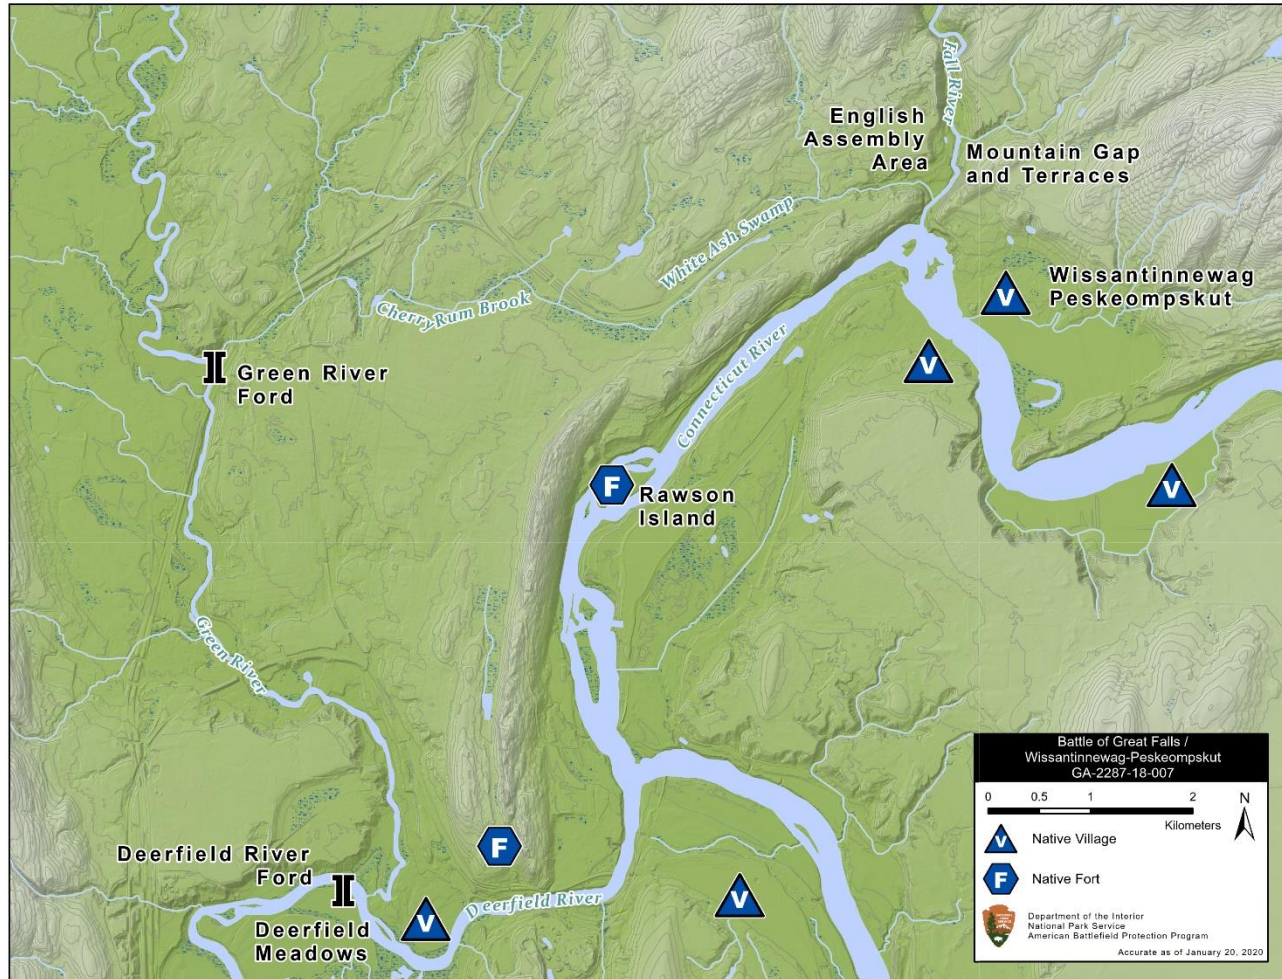 Fall River
English
Assembly
Area
Mountain Gap
and Terraces
White Ash Swamp
Wissantinnewag
Peskeompskut
V
Cherry Rum Brook
Connecticut River
Green River
Ford
V
F
Rawson
Island
V
Green River
Deerfield River
Ford
F
Deerfield
Meadows
V
Deerfield River
V
Battle of Great Falls /
Wissantinnewag-Peskeompskut
GA-2287-18-007
0 0.5 1 2
Kilometers
N
V Native Village
F Native Fort
Department of the Interior
National Park Service
American Battlefield Protection Program
Accurate as of January 20, 2020